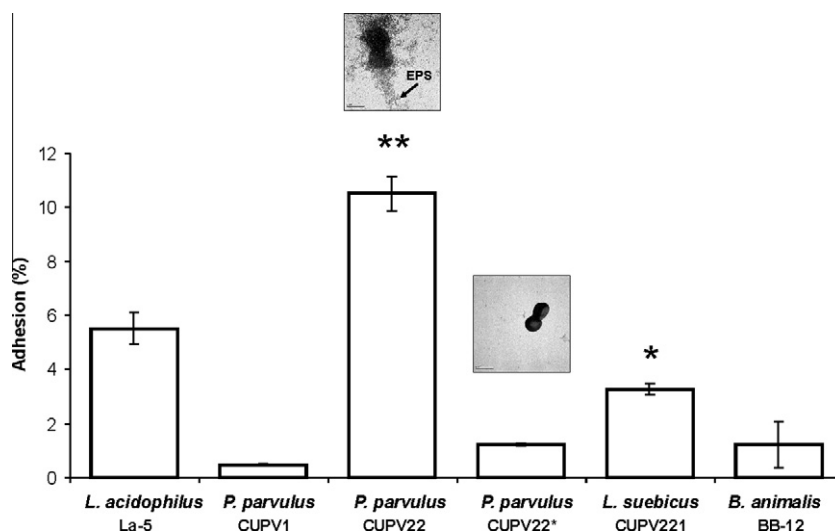 EPS
**
12
10
8
6
4
2
0
*
Adhesion (%)
L. acidophilus P. parvulus P. parvulus P. parvulus L. suebicus B. animalis
La-5 CUPV1 CUPV22 CUPV22* CUPV221 BB-12